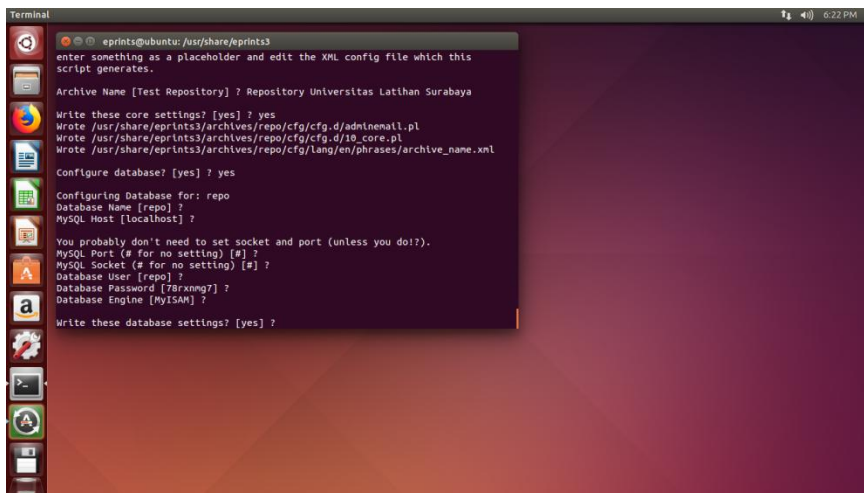 Terminal
6:22 PM
eprints@ubuntu: /usr/share/eprints3
enter something as a placeholder and edit the XML config file which this
script generates.
Archive Name [Test Repository] ? Repository Universitas Latihan Surabaya
Write these core settings? [yes] ? yes
Wrote /usr/share/eprints3/archives/repo/cfg/cfg.d/adminemail.pl
Wrote /usr/share/eprints3/archives/repo/cfg/cfg.d/10_core.pl
Wrote /usr/share/eprints3/archives/repo/cfg/lang/en/phrases/archive_name.xml
Configure database? [yes] ? yes
Configuring Database for: repo
Database Name [repo] ?
MySQL Host [localhost] ?
You probably don't need to set socket and port (unless you do!?).
MySQL Port (# for no setting) [#] ?
MySQL Socket (# for no setting) [#] ?
Database User [repo] ?
Database Password [78rxnmg7] ?
Database Engine [MyISAM] ?
Write these database settings? [yes] ?